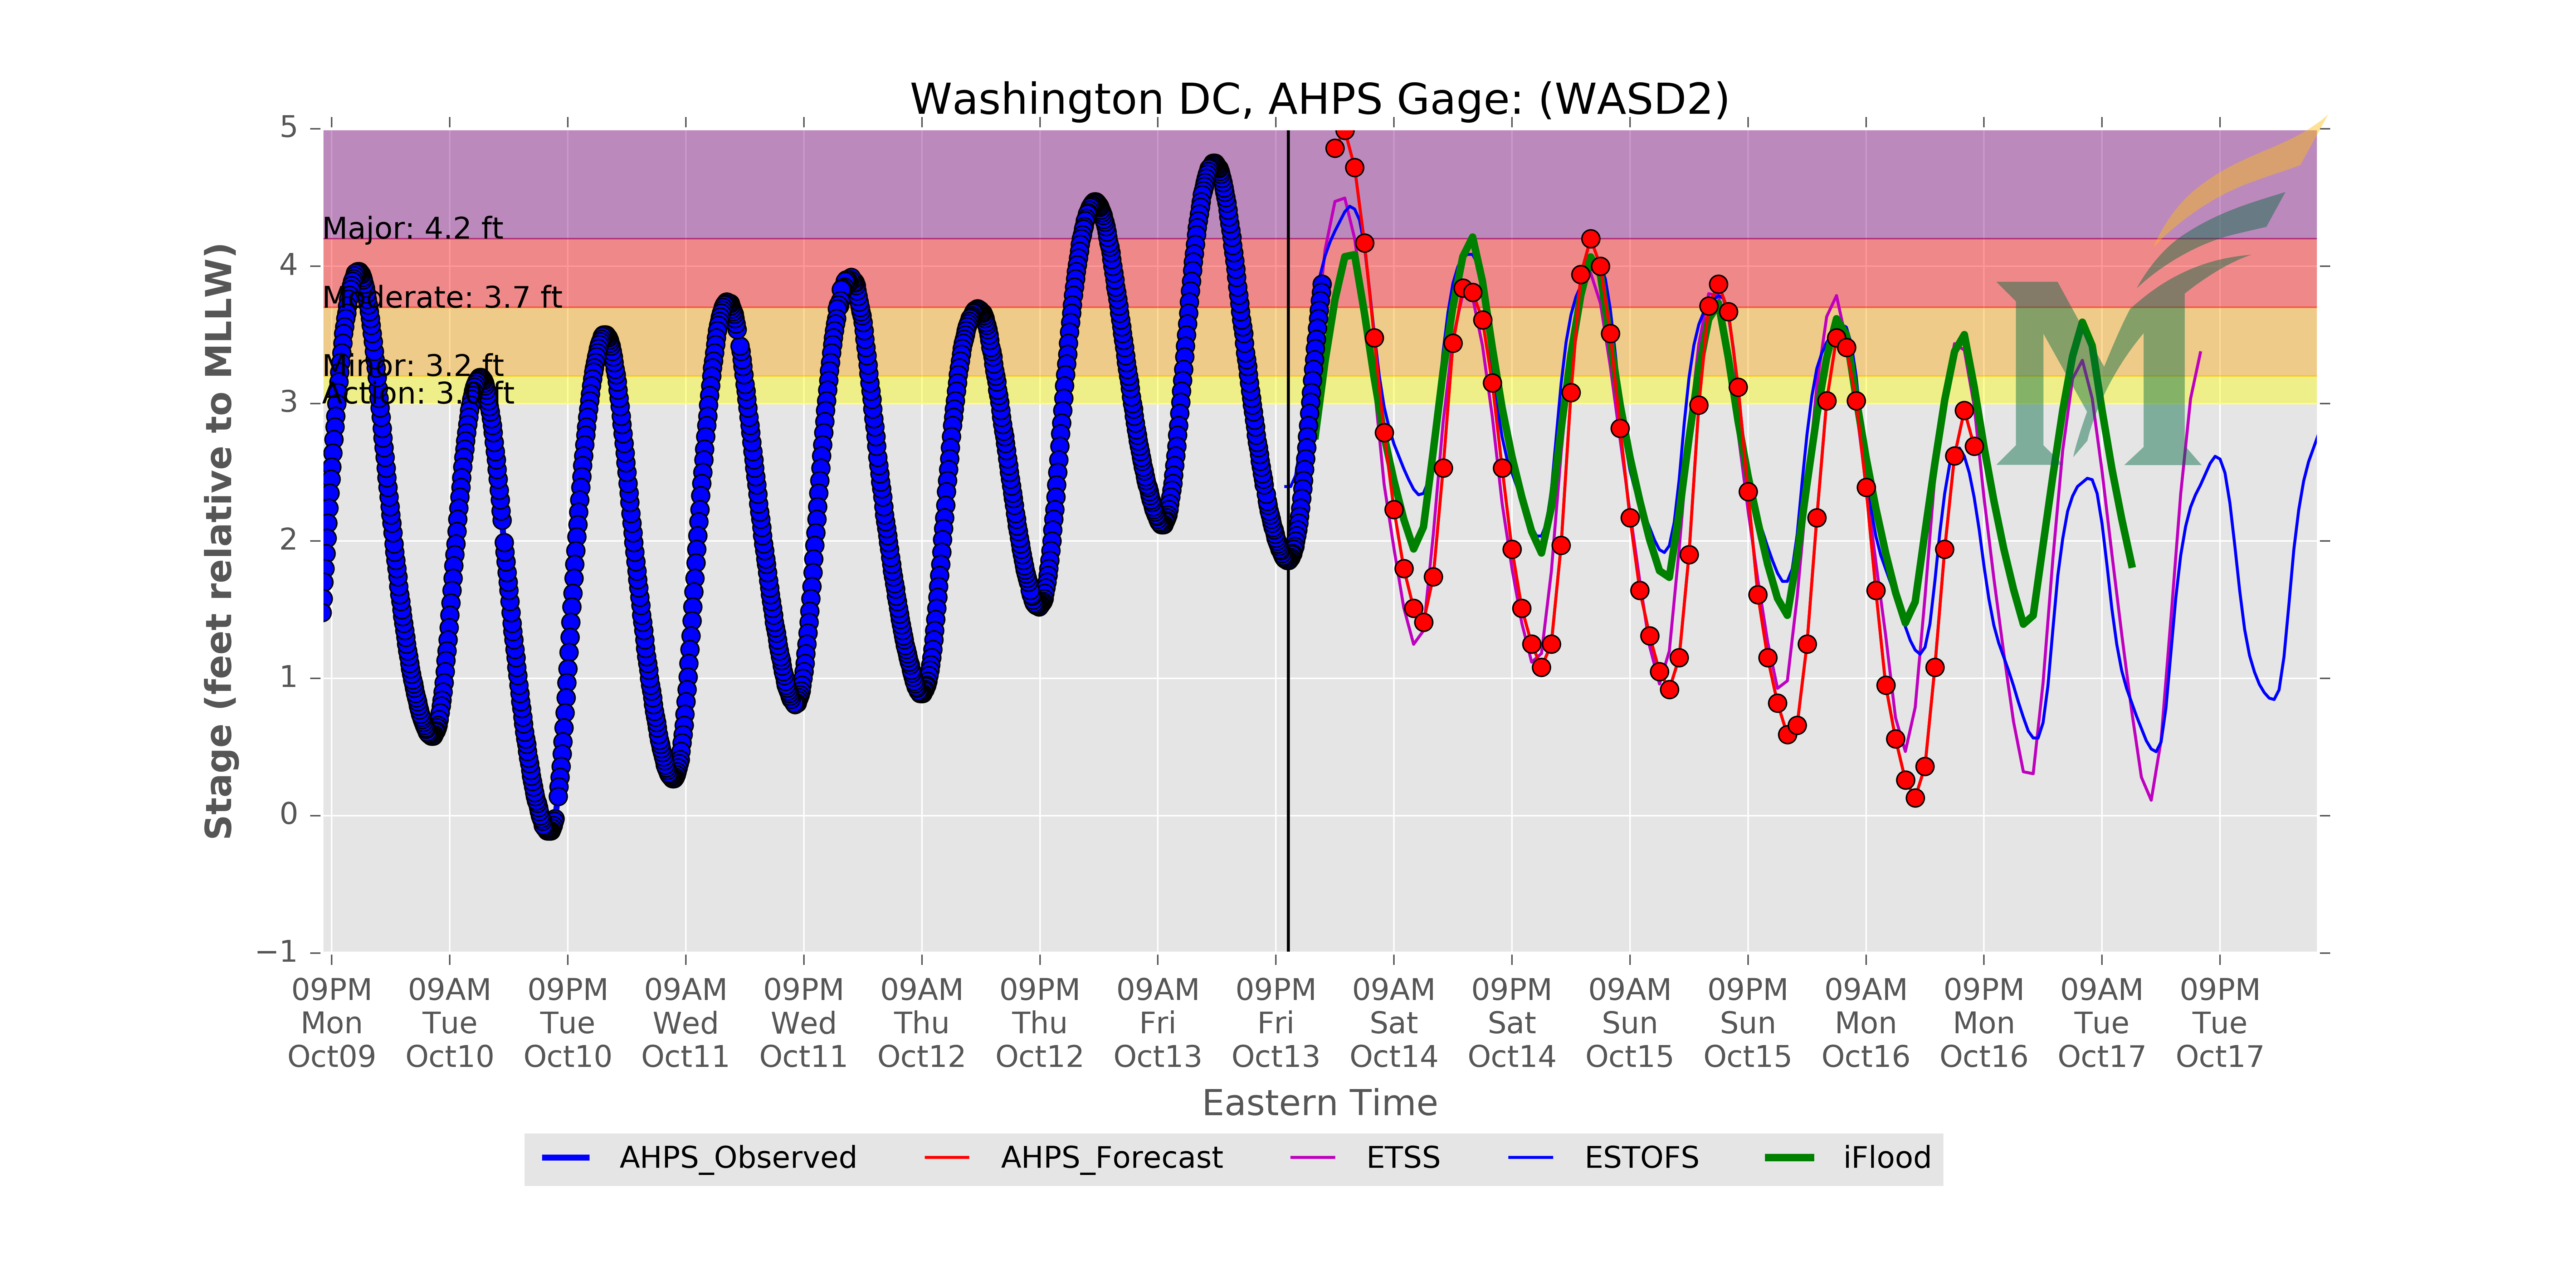 Washington DC, AHPS Gage: (WASD2)
Stage (feet relative to MLLW)
5
4
3
2
1
0
−1
Major: 4.2 ft
Moderate: 3.7 ft
Minor: 3.2 ft
Action: 3.0 ft
09PM 09AM 09PM 09AM 09PM 09AM 09PM 09AM 09PM 09AM 09PM 09AM 09PM 09AM 09PM 09AM 09PM
Mon Tue Tue Wed Wed Thu Thu Fri Fri Sat Sat Sun Sun Mon Mon Tue Tue
Oct09 Oct10 Oct10 Oct11 Oct11 Oct12 Oct12 Oct13 Oct13 Oct14 Oct14 Oct15 Oct15 Oct16 Oct16 Oct17 Oct17
Eastern Time
AHPS_Observed AHPS_Forecast ETSS ESTOFS iFlood